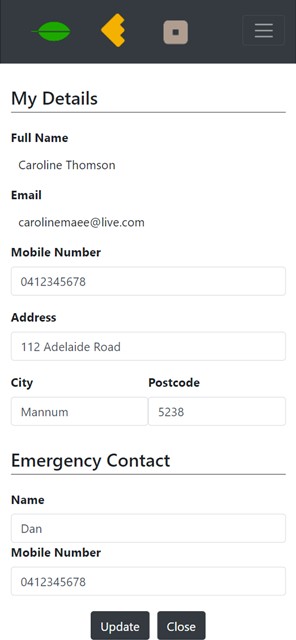 My Details
Full Name
Caroline Thomson
Email
carolinemaee@live.com
Mobile Number
0412345678
Address
112 Adelaide Road
City Postcode
Mannum 5238
Emergency Contact
Name
Dan
Mobile Number
0412345678
Update Close